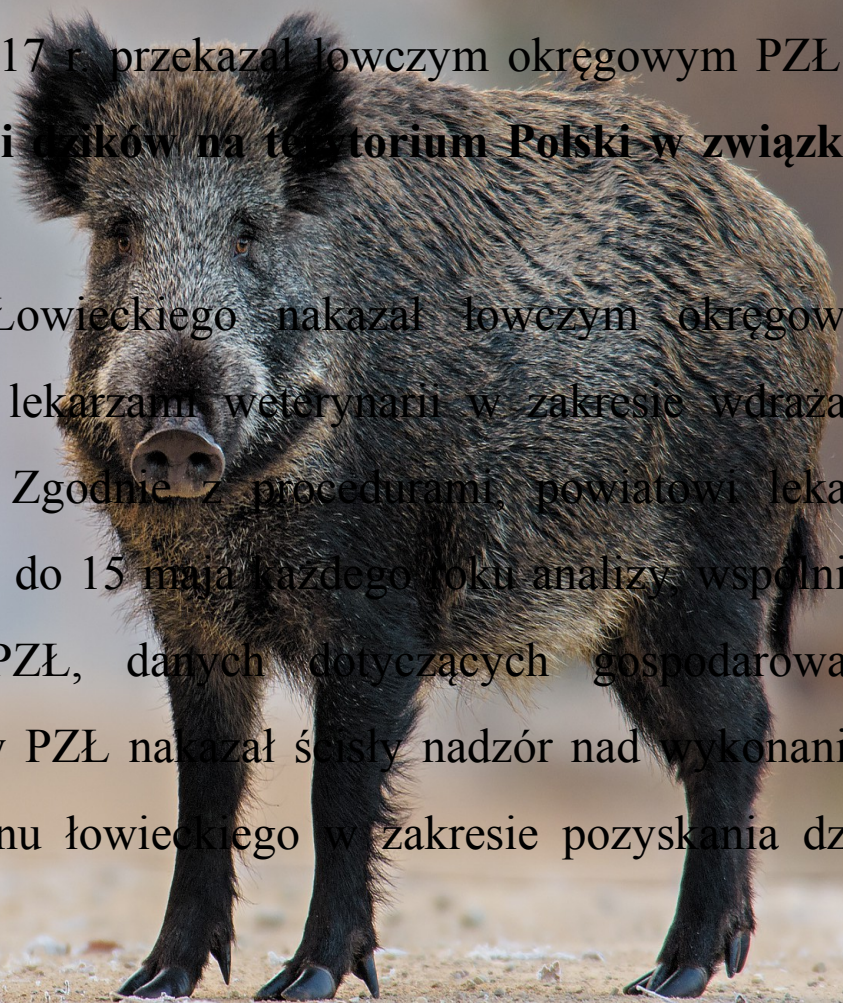 17 r. przekazał łowczym okręgowym PZŁ
i dzików na terytorium Polski w związk
Łowieckiego nakazał łowczym okręgow
lekarzami weterynarii w zakresie wdraża
Zgodnie z procedurami, powiatowi leka
do 15 maja każdego roku analizy, wspólni
PZŁ, danych dotyczących gospodarowa
y PZŁ nakazał ścisły nadzór nad wykonani
nu łowieckiego w zakresie pozyskania dz